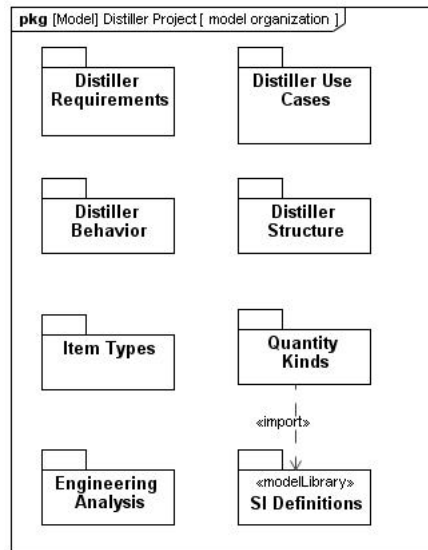 pkg [Model] Distiller Project [ model organization ]
Distiller
Requirements
Distiller Use
Cases
Distiller
Behavior
Distiller
Structure
Item Types
Quantity
Kinds
«import»
Engineering
Analysis
«modelLibrary»
SI Definitions